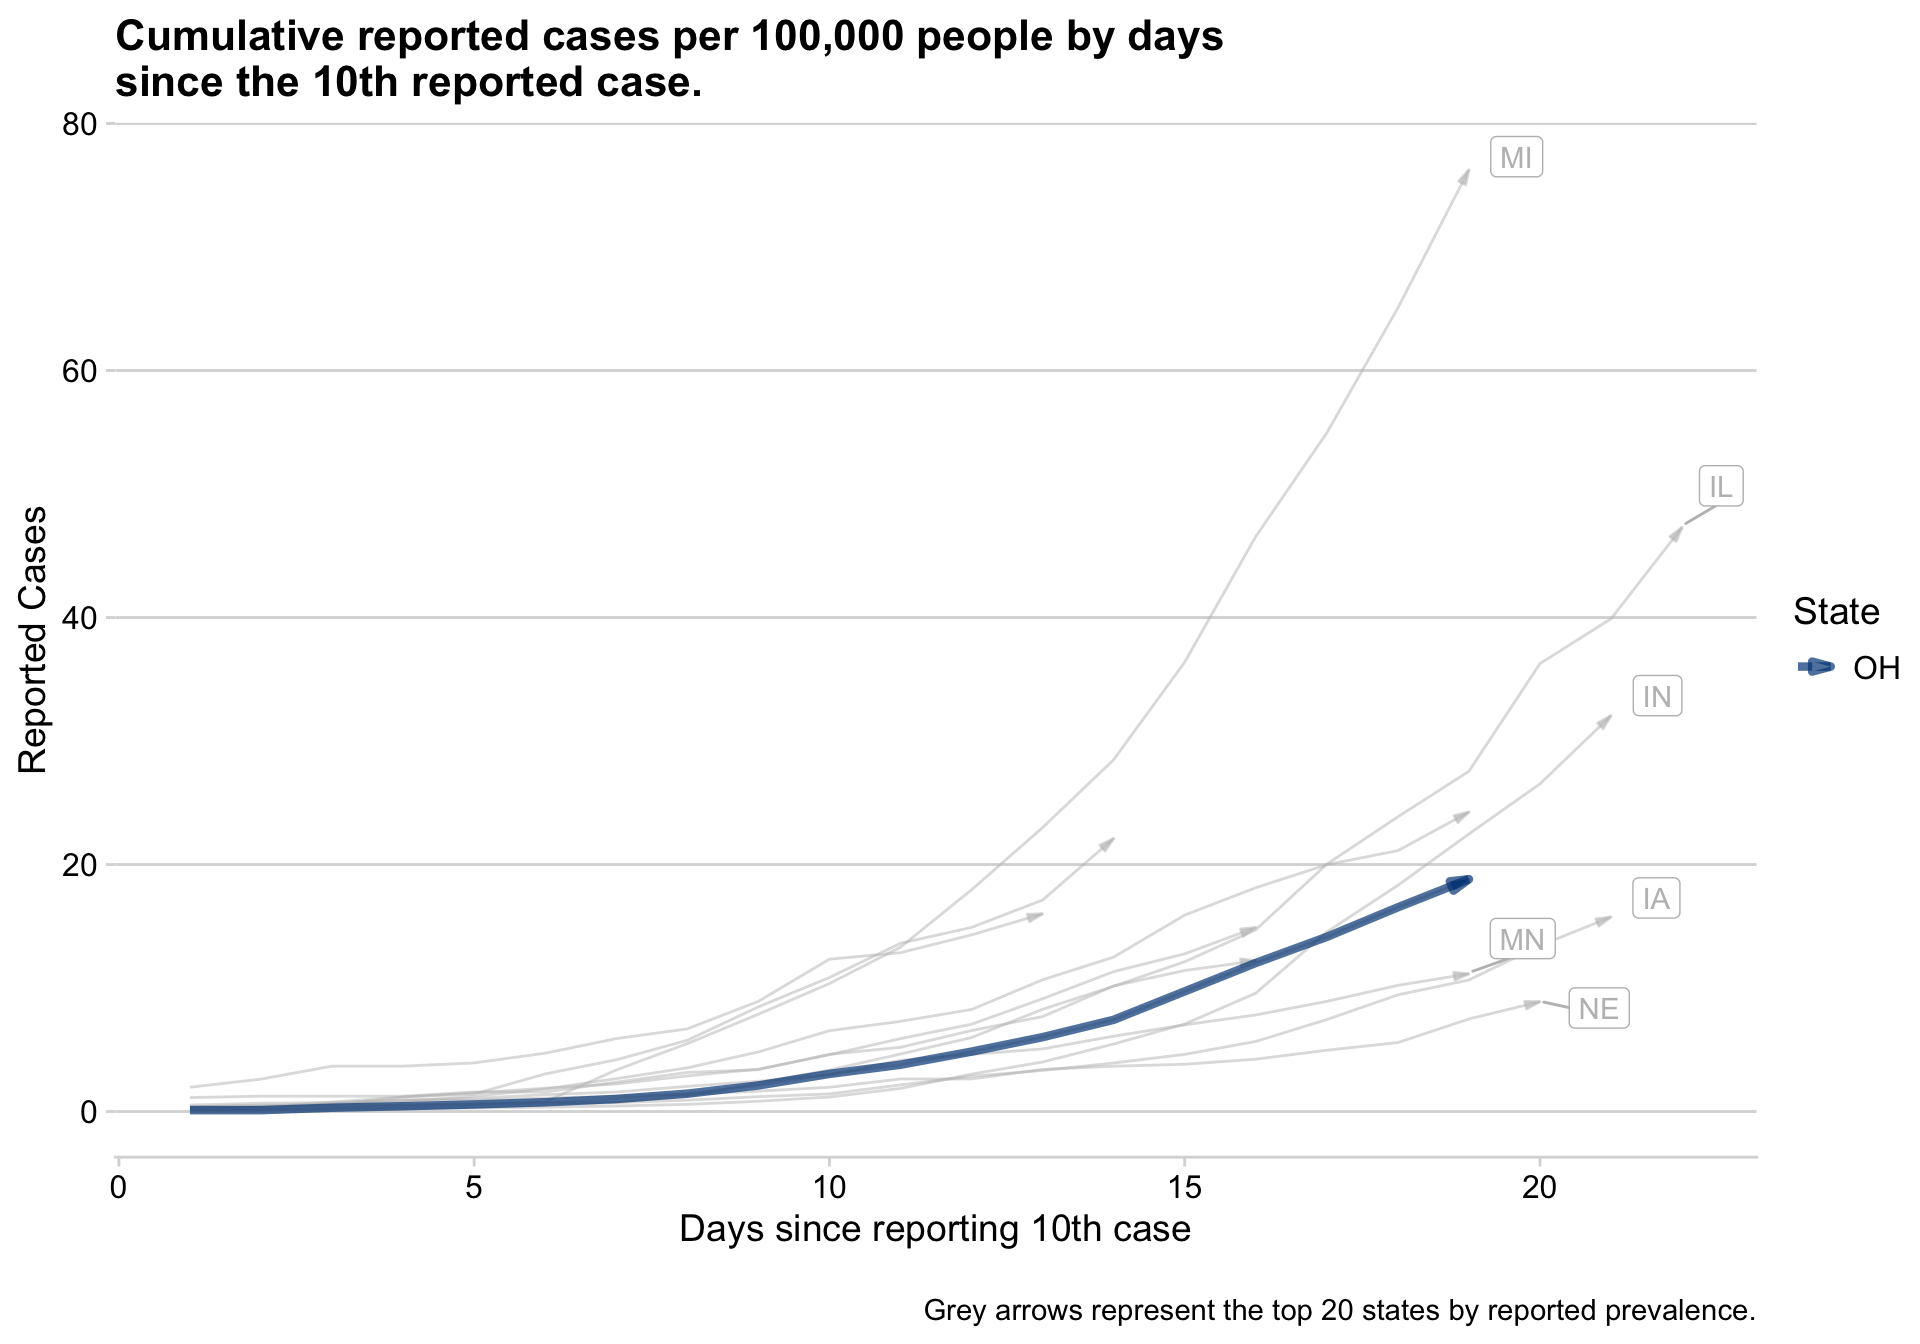 Cumulative reported cases per 100,000 people by days
since the 10th reported case.
80
60
40
20
0
Reported Cases
MI
IL
IN
IA
MN
NE
State
OH
0 5 10 15 20
Days since reporting 10th case
Grey arrows represent the top 20 states by reported prevalence.